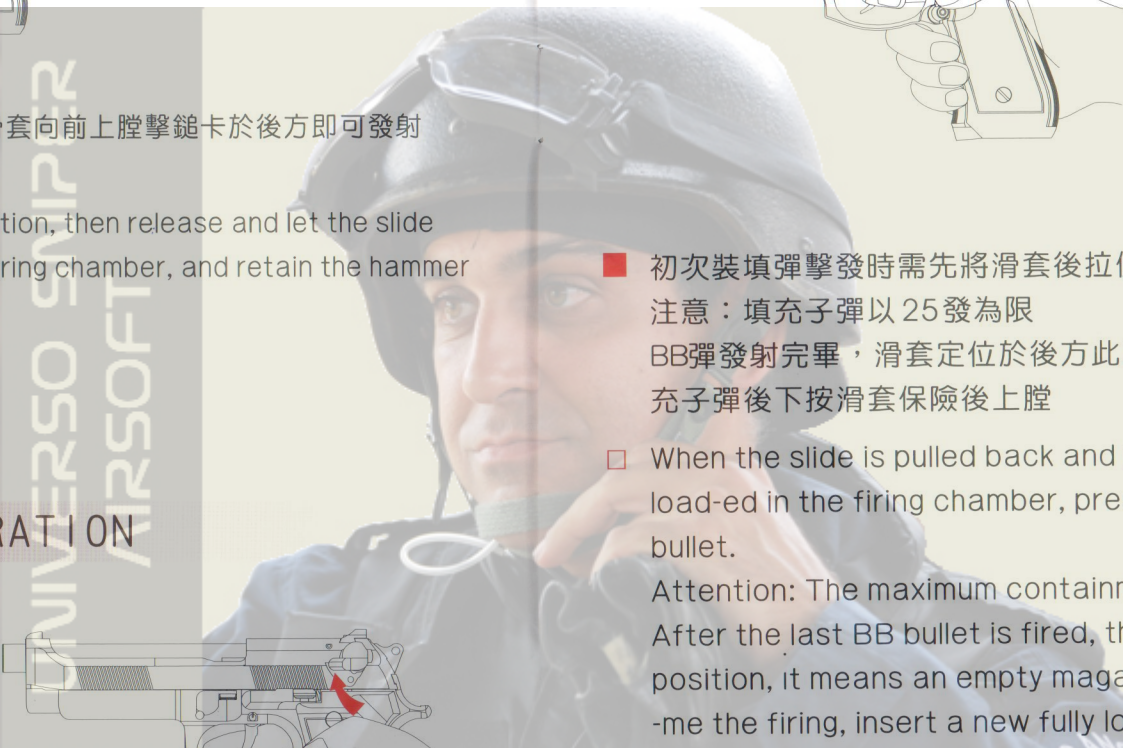 套向前上膛擊鎚卡於後方即可發射
tion, then release and let the slide
ring chamber, and retain the hammer
RATION
UNIVERSO SNIPER
AIRSOFT
初次裝填彈擊發時需先將滑套後拉
注意：填充子彈以25發為限
BB彈發射完畢，滑套定位於後方此
充子彈後下按滑套保險後上膛
When the slide is pulled back and
load-ed in the firing chamber, pre
bullet.
Attention: The maximum containm
After the last BB bullet is fired, th
position, it means an empty maga
-me the firing, insert a new fully lo